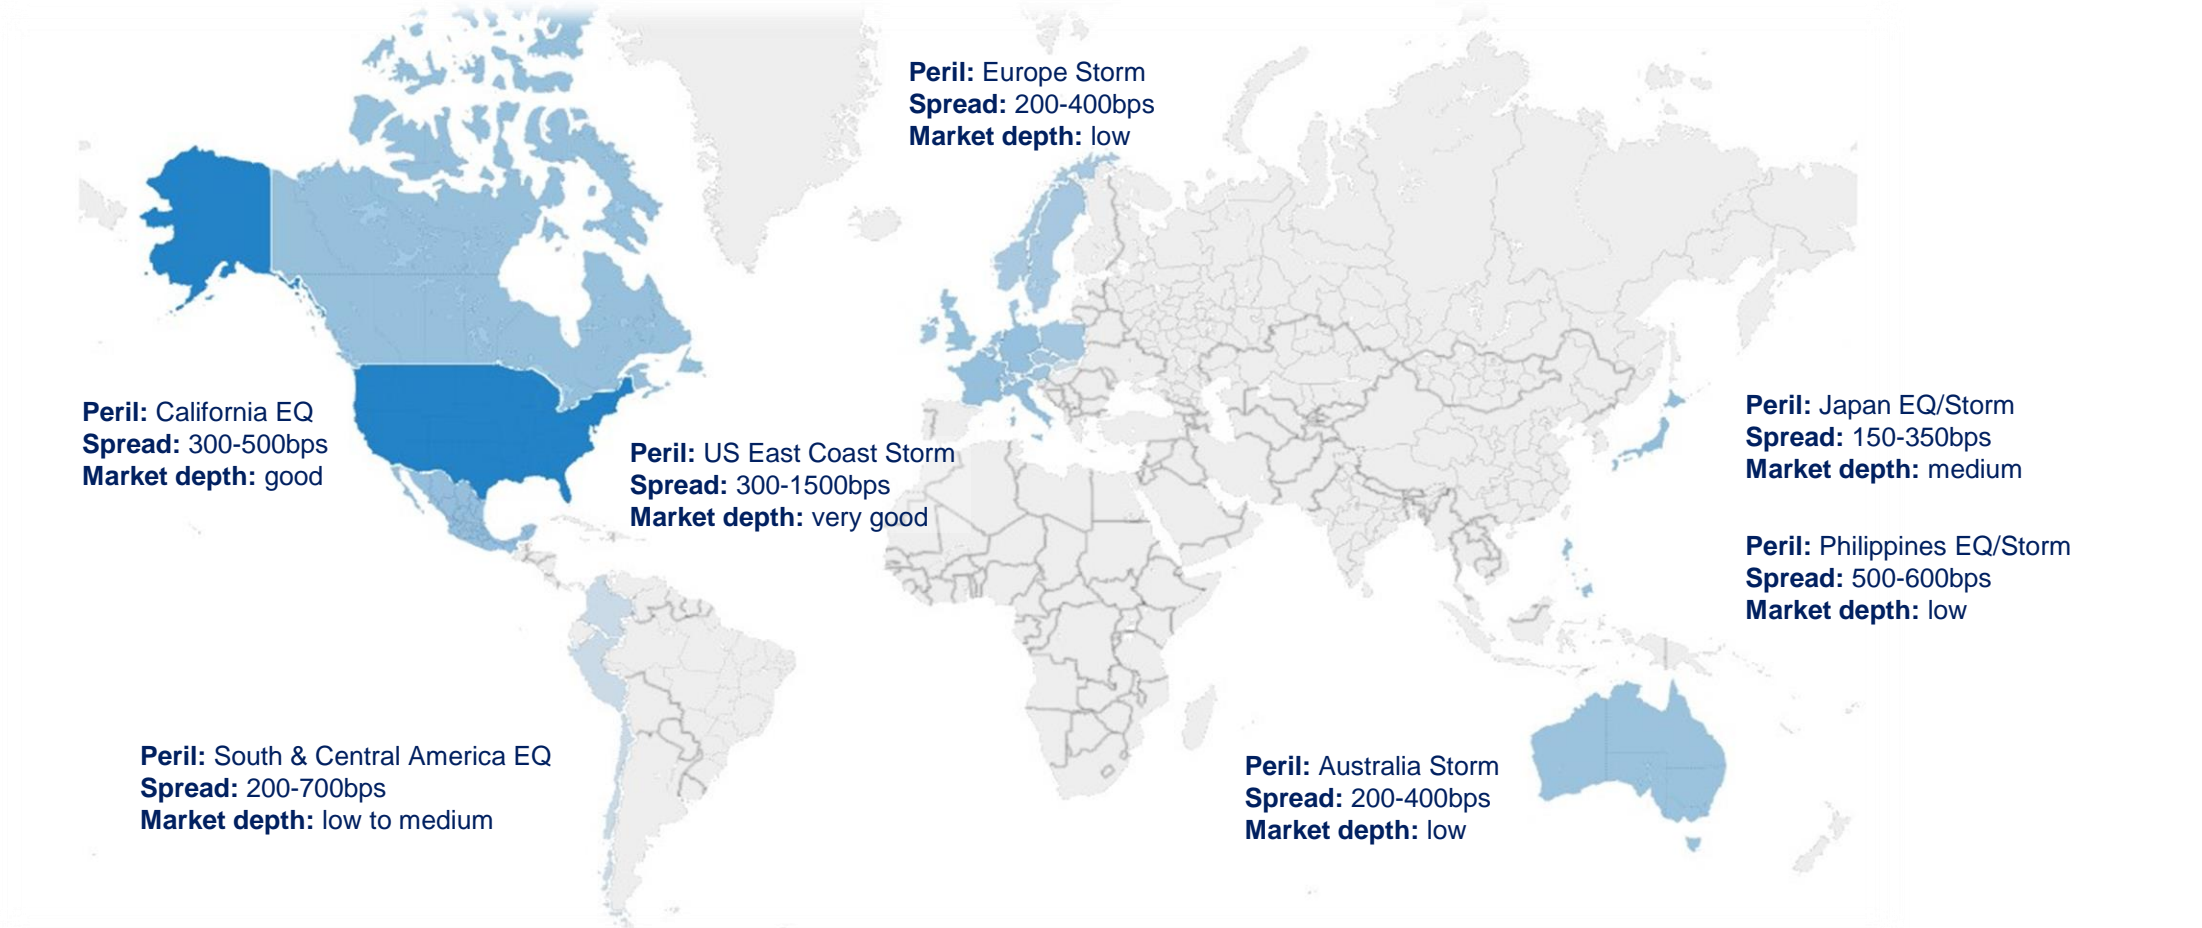 Peril: Europe Storm
Spread: 200-400bps
Market depth: low
Peril: California EQ
Spread: 300-500bps
Market depth: good
Peril: US East Coast Storm
Spread: 300-1500bps
Market depth: very good
Peril: Japan EQ/Storm
Spread: 150-350bps
Market depth: medium
Peril: Philippines EQ/Storm
Spread: 500-600bps
Market depth: low
Peril: South & Central America EQ
Spread: 200-700bps
Market depth: low to medium
Peril: Australia Storm
Spread: 200-400bps
Market depth: low